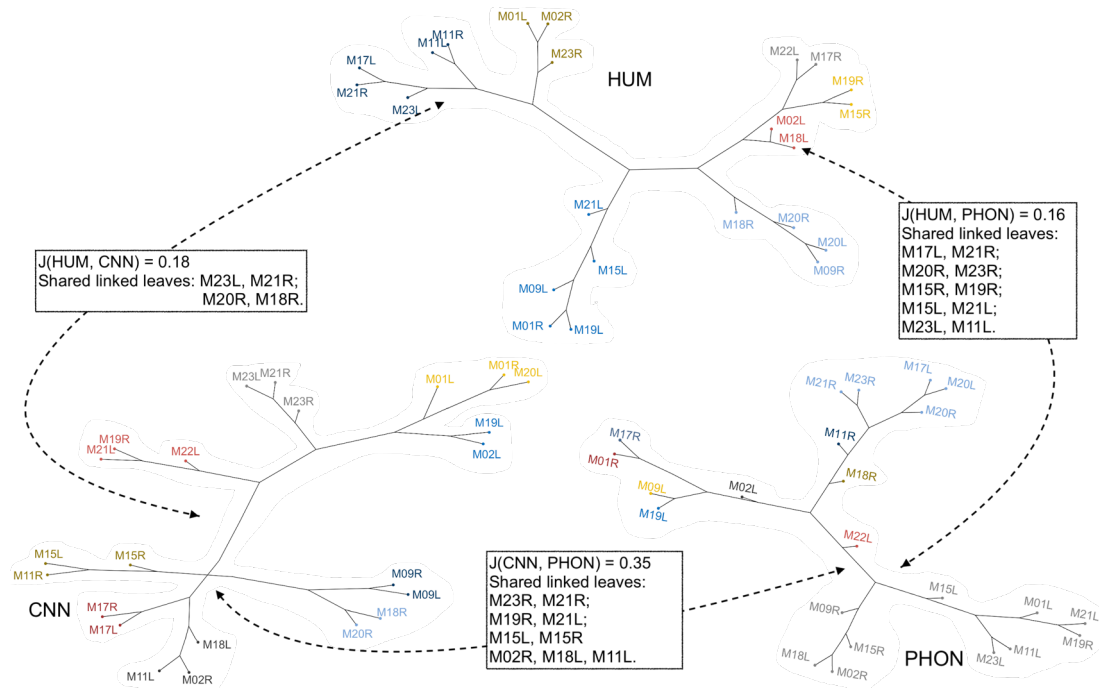 M01L
M02R
M11R
M11L
M17L
M21R
M23L
M23R
HUM
M22L
M17R
M19R
M15R
M02L
M18L
M21L
M15L
M09L
M01R
M19L
M18R
M20R
M20L
M09R
J(HUM, CNN) = 0.18
Shared linked leaves: M23L, M21R;
M20R, M18R.
J(HUM, PHON) = 0.16
Shared linked leaves:
M17L, M21R;
M20R, M23R;
M15R, M19R;
M15L, M21L;
M23L, M11L.
M23L
M21R
M23R
M01L
M01R
M20L
M19L
M02L
M19R
M21L
M22L
M15L
M11R
M15R
M09R
M09L
M18R
M20R
CNN
M17R
M17L
M18L
M11L
M02R
J(CNN, PHON) = 0.35
Shared linked leaves:
M23R, M21R;
M19R, M21L;
M15L, M15R
M02R, M18L, M11L.
M21R
M23R
M17L
M20L
M20R
M11R
M18R
M17R
M01R
M09L
M19L
M02L
M22L
M15L
M09R
M15R
M18L
M02R
M01L
M21L
M19R
M11L
M23L
PHON